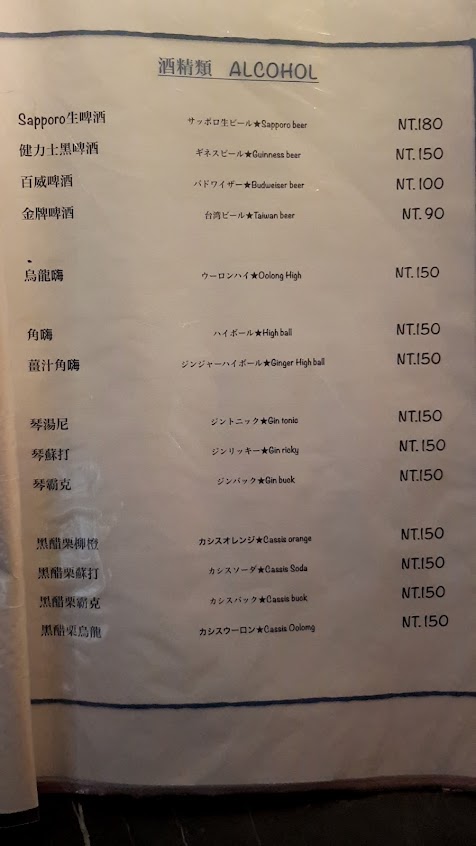 酒精類 ALCOHOL
Sapporo生啤酒 サッポロ生ビール★Sapporo beer NT.180
健力士黑啤酒 ギネスビール★Guinness beer NT.150
百威啤酒 バドワイザー★Budweiser beer NT.100
金牌啤酒 台湾ビール★Taiwan beer NT.90
烏龍嗨 ウーロンハイ★Oolong High NT.150
角嗨 ハイボール★High ball NT.150
薑汁角嗨 ジンジャーハイボール★Ginger High ball NT.150
琴湯尼 ジントニック★Gin tonic NT.150
琴蘇打 ジンリッキー★Gin ricky NT.150
琴霸克 ジンバック★Gin buck NT.150
黑醋栗柳橙 カシスオレンジ★Cassis orange NT.150
黑醋栗蘇打 カシスソーダ★Cassis Soda NT.150
黑醋栗霸克 カシスバック★Cassis buck NT.150
黑醋栗烏龍 カシスウーロン★Cassis Oolomg NT.150